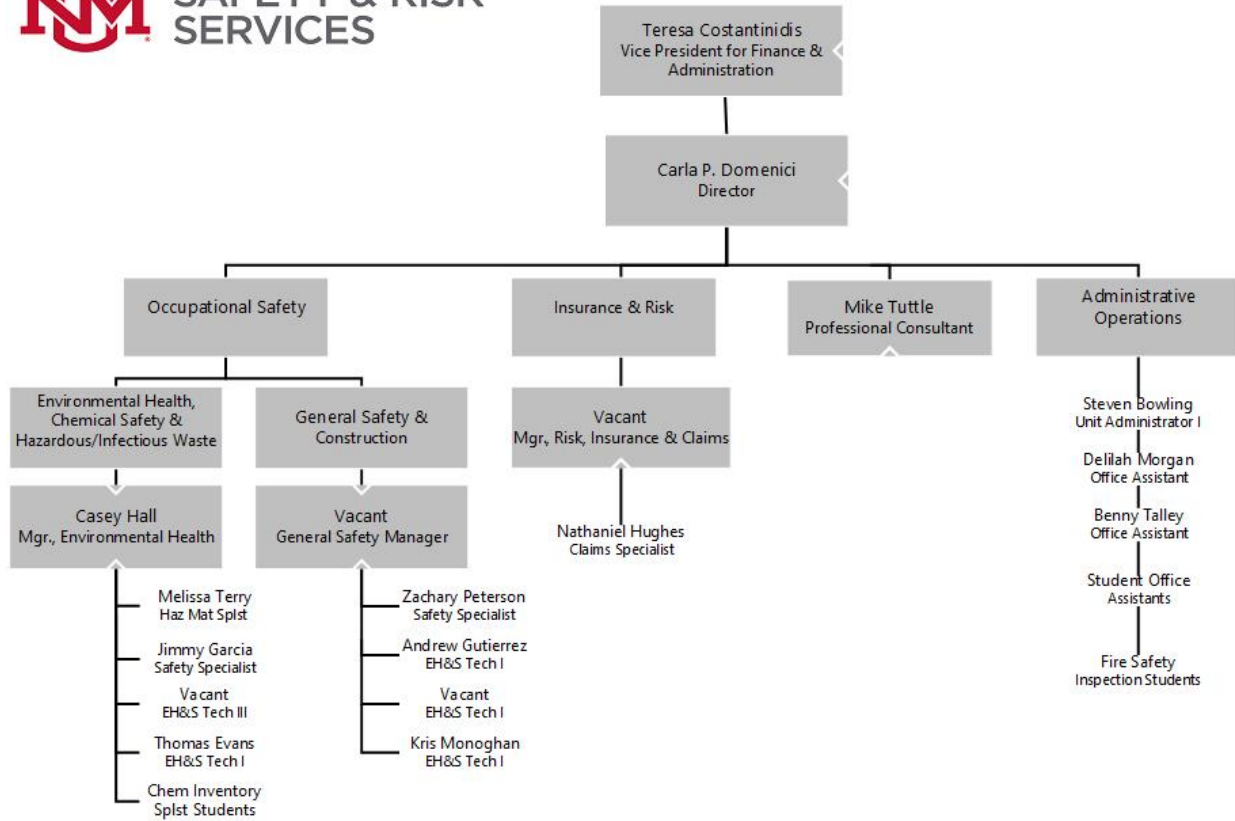 SAFETY & RISK
SERVICES
Teresa Costantinidis
Vice President for Finance &
Administration
Carla P. Domenici
Director
Occupational Safety
Insurance & Risk
Mike Tuttle
Professional Consultant
Administrative
Operations
Environmental Health,
Chemical Safety &
Hazardous/Infectious Waste
General Safety &
Construction
Vacant
Mgr., Risk, Insurance & Claims
Steven Bowling
Unit Administrator I
Delilah Morgan
Office Assistant
Benny Talley
Office Assistant
Student Office
Assistants
Fire Safety
Inspection Students
Casey Hall
Mgr., Environmental Health
Vacant
General Safety Manager
Nathaniel Hughes
Claims Specialist
Melissa Terry
Haz Mat Splst
Jimmy Garcia
Safety Specialist
Vacant
EH&S Tech III
Thomas Evans
EH&S Tech I
Chem Inventory
Splst Students
Zachary Peterson
Safety Specialist
Andrew Gutierrez
EH&S Tech I
Vacant
EH&S Tech I
Kris Monoghan
EH&S Tech I